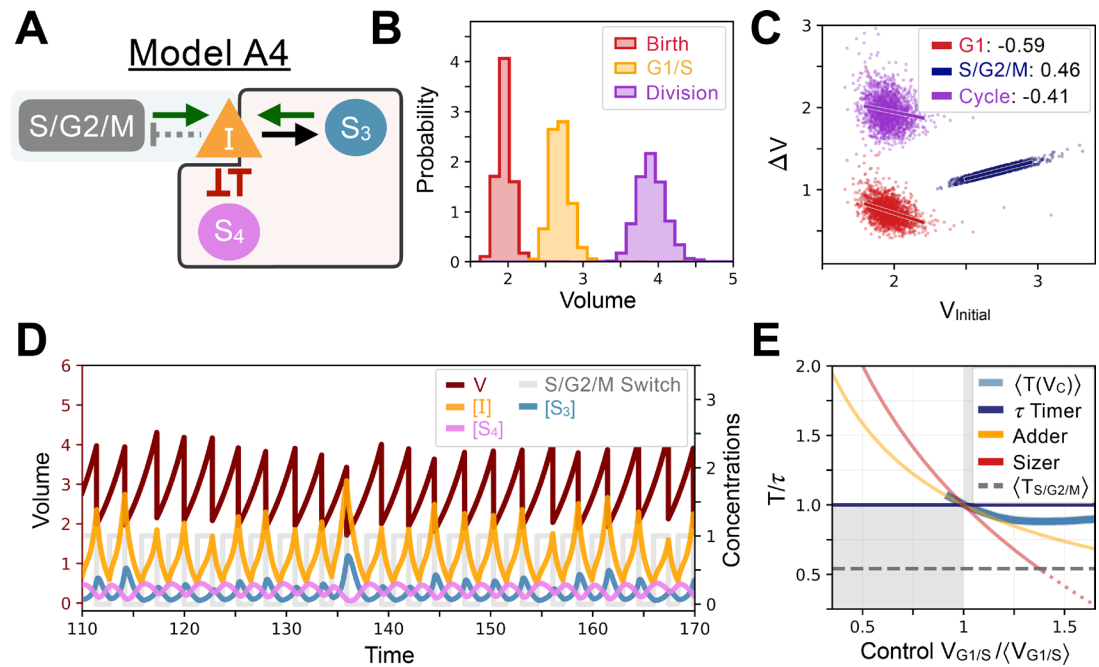 A
Model A4
S/G2/M
I
S3
S4
B
Birth
G1/S
Division
Probability
4
3
2
1
0
2
3
4
5
Volume
C
G1: -0.59
S/G2/M: 0.46
Cycle: -0.41
ΔV
3
2
1
2
3
VInitial
D
V
[I]
[S4]
S/G2/M Switch
[S3]
Volume
6
5
4
3
2
1
0
Concentrations
3
2
1
0
110
120
130
140
150
160
170
Time
E
⟨T(VC)⟩
τ Timer
Adder
Sizer
⟨TS/G2/M⟩
T/τ
2.0
1.5
1.0
0.5
0.5
1
1.5
Control VG1/S/⟨VG1/S⟩